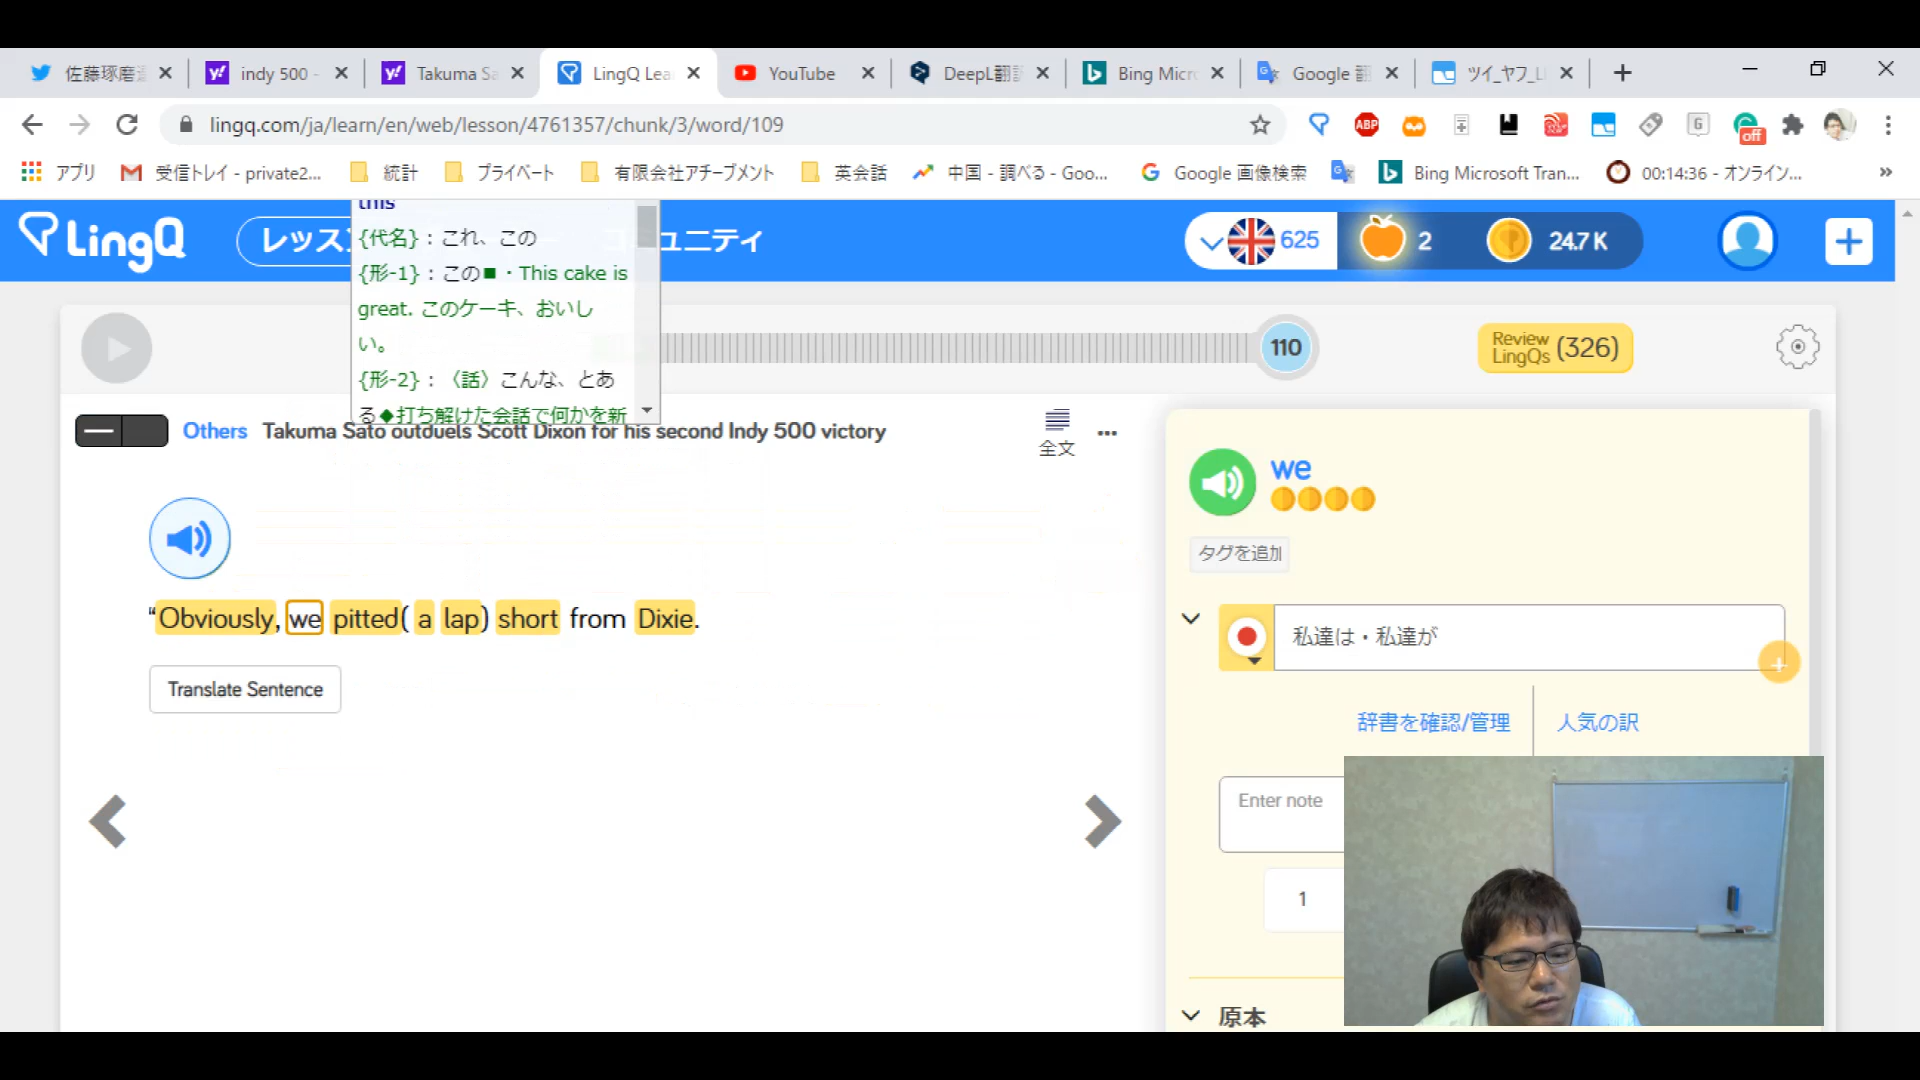 佐藤琢磨
indy 500 -
Takuma Sa
LingQ Lea
YouTube
DeepL翻訳
Bing Micr
Google 翻
ツイ_ヤフ_L
lingq.com/ja/learn/en/web/lesson/4761357/chunk/3/word/109
ABP
G
off
アプリ
受信トレイ - private2...
統計
プライベート
有限会社アチーブメント
英会話
中国 - 調べる - Goo...
Google 画像検索
Bing Microsoft Tran...
00:14:36 - オンライン...
»
LingQ
レッス
コミュニティ
625
2
24.7 K
this
{代名}：これ、この
{形-1}：この■・This cake is
great. このケーキ、おいし
い。
{形-2}：〈話〉こんな、とあ
る◆打ち解けた会話で何かを新
110
Review
LingQs (326)
Others Takuma Sato outduels Scott Dixon for his second Indy 500 victory
全文
we
タグを追加
“Obviously, we pitted( a lap) short from Dixie.
Translate Sentence
私達は・私達が
辞書を確認/管理
人気の訳
Enter note
1
原本